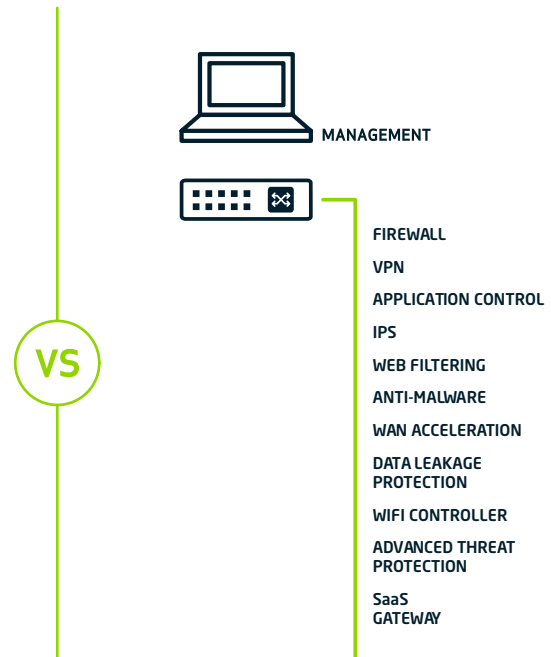 MANAGEMENT
FIREWALL
VPN
APPLICATION CONTROL
IPS
VS
WEB FILTERING
ANTI-MALWARE
WAN ACCELERATION
DATA LEAKAGE
PROTECTION
WIFI CONTROLLER
ADVANCED THREAT
PROTECTION
SaaS
GATEWAY